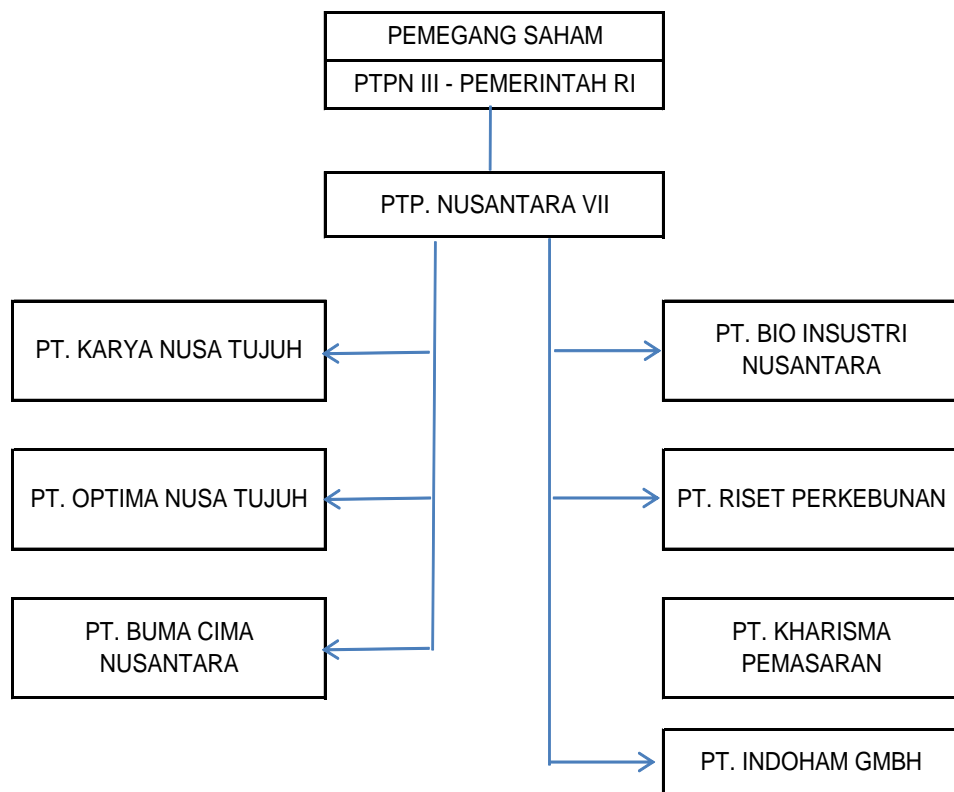 PEMEGANG SAHAM
PTPN III - PEMERINTAH RI
PTP. NUSANTARA VII
PT. KARYA NUSA TUJUH
PT. BIO INSUSTRI
NUSANTARA
PT. OPTIMA NUSA TUJUH
PT. RISET PERKEBUNAN
PT. BUMA CIMA
NUSANTARA
PT. KHARISMA
PEMASARAN
PT. INDOHAM GMBH